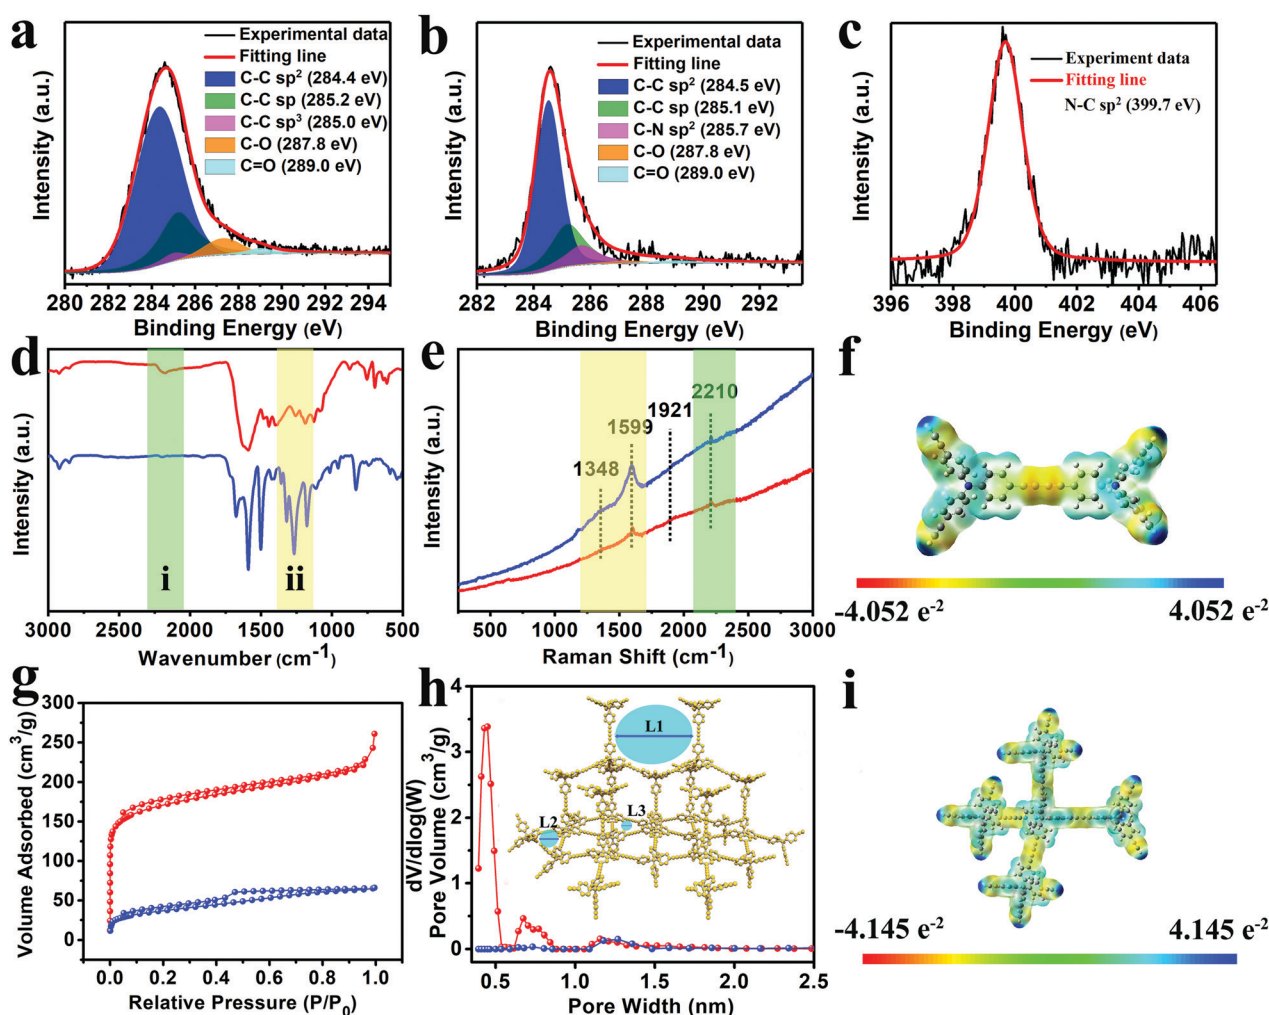 a
Experimental data
Fitting line
C-C sp² (284.4 eV)
C-C sp (285.2 eV)
C-C sp³ (285.0 eV)
C-O (287.8 eV)
C=O (289.0 eV)
Intensity (a.u.)
280 282 284 286 288 290 292 294
Binding Energy (eV)
b
Experimental data
Fitting line
C-C sp² (284.5 eV)
C-C sp (285.1 eV)
C-N sp² (285.7 eV)
C-O (287.8 eV)
C=O (289.0 eV)
Intensity (a.u.)
282 284 286 288 290 292
Binding Energy (eV)
c
Experiment data
Fitting line
N-C sp² (399.7 eV)
Intensity (a.u.)
396 398 400 402 404 406
Binding Energy (eV)
d
Intensity (a.u.)
i
ii
3000 2500 2000 1500 1000 500
Wavenumber (cm⁻¹)
e
Intensity (a.u.)
1348
1599
1921
2210
500 1000 1500 2000 2500 3000
Raman Shift (cm⁻¹)
f
-4.052 e⁻²
4.052 e⁻²
g
Volume Adsorbed (cm³/g)
300
250
200
150
100
50
0
0.0 0.2 0.4 0.6 0.8 1.0
Relative Pressure (P/P₀)
h
dV/dlog(W)
Pore Volume (cm³/g)
4
3
2
1
0
L1
L2
L3
0.5 1.0 1.5 2.0 2.5
Pore Width (nm)
i
-4.145 e⁻²
4.145 e⁻²